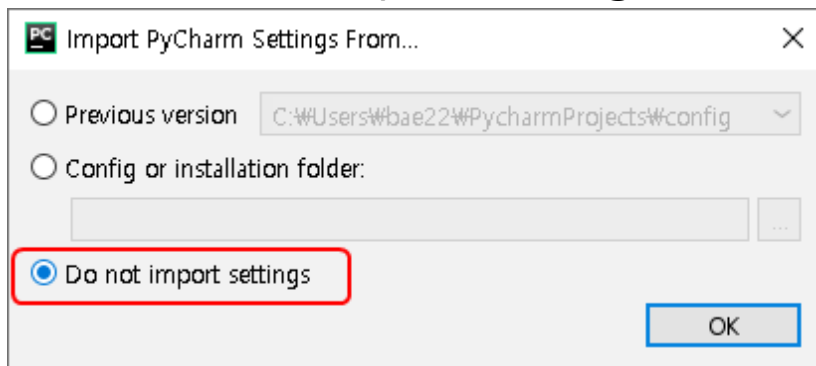 PC Import PyCharm Settings From...
Previous version C:₩Users₩bae22₩PycharmProjects₩config
Config or installation folder:
...
Do not import settings
OK